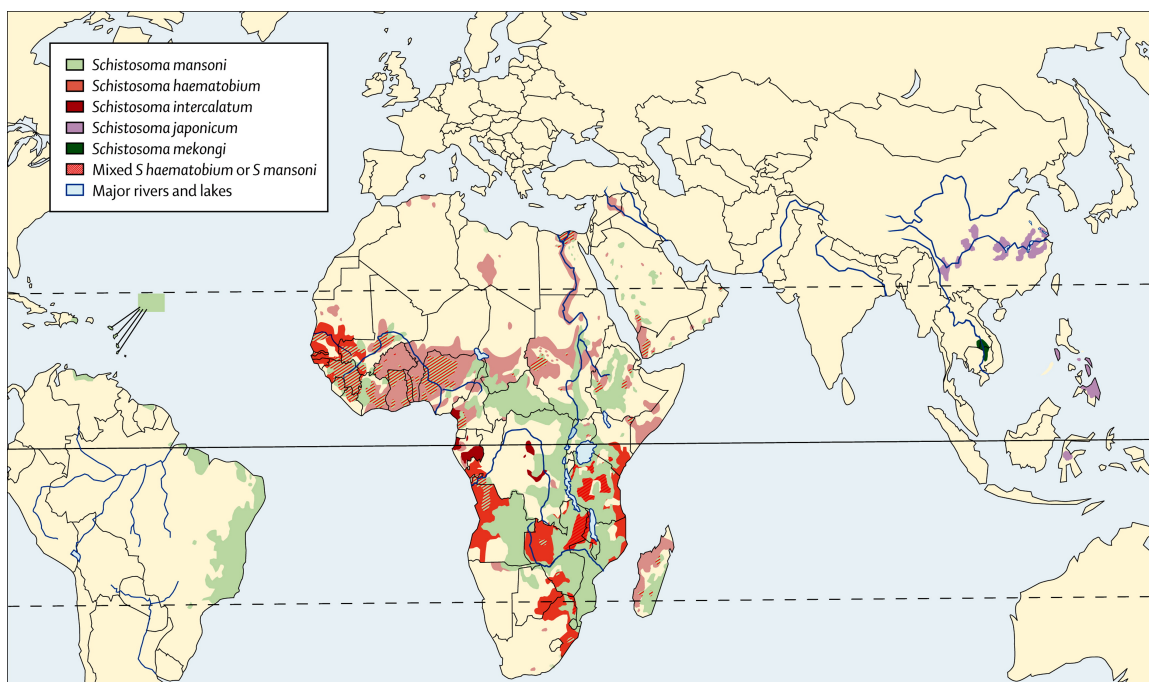 Schistosoma mansoni
Schistosoma haematobium
Schistosoma intercalatum
Schistosoma japonicum
Schistosoma mekongi
Mixed S haematobium or S mansoni
Major rivers and lakes